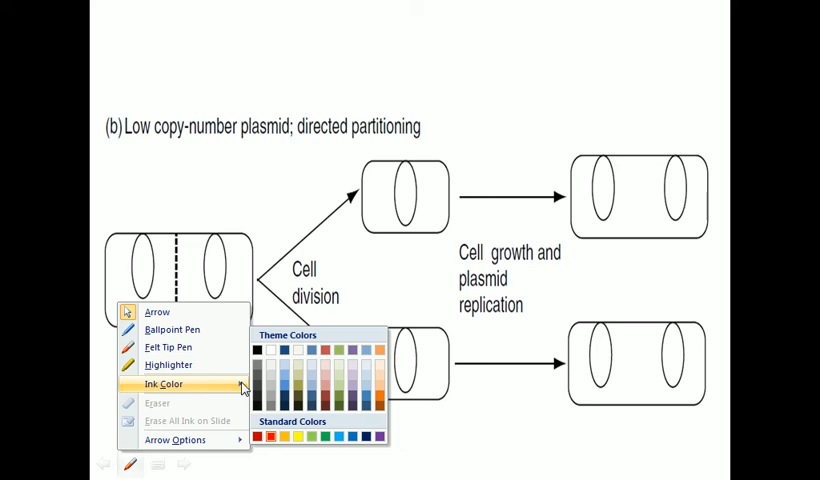 (b) Low copy-number plasmid; directed partitioning
Cell
division
Cell growth and
plasmid
replication
Arrow
Ballpoint Pen
Felt Tip Pen
Highlighter
Ink Color
Eraser
Erase All Ink on Slide
Arrow Options
Theme Colors
Standard Colors